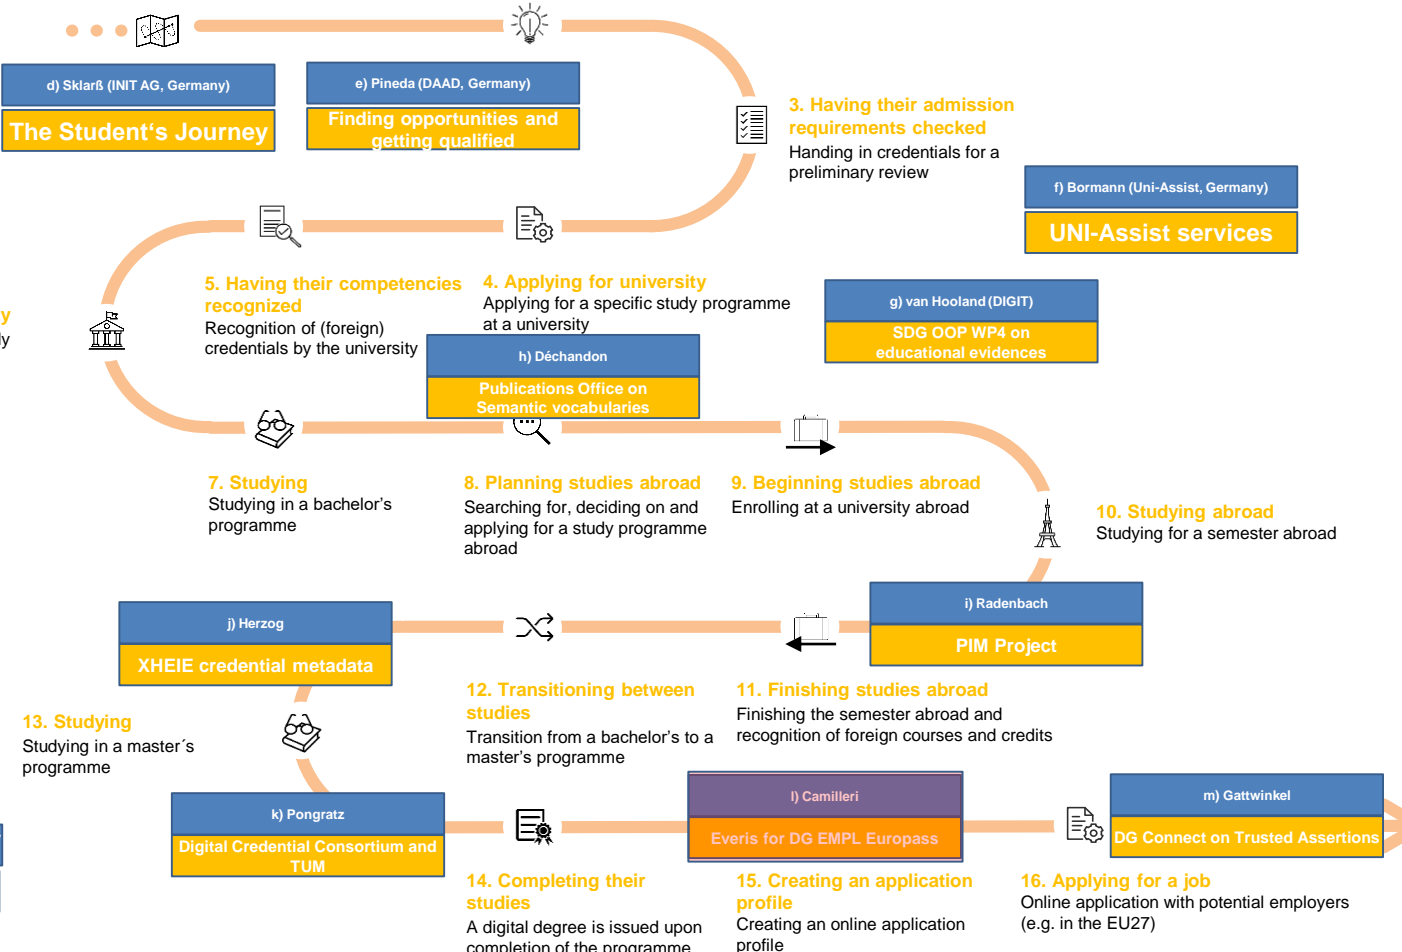 d) Sklarß (INIT AG, Germany)
The Student‘s Journey
e) Pineda (DAAD, Germany)
Finding opportunities and
getting qualified
3. Having their admission
requirements checked
Handing in credentials for a
preliminary review
f) Bormann (Uni-Assist, Germany)
UNI-Assist services
5. Having their competencies
recognized
Recognition of (foreign)
credentials by the university
4. Applying for university
Applying for a specific study programme
at a university
g) van Hooland (DIGIT)
SDG OOP WP4 on
educational evidences
y
ly
h) Déchandon
Publications Office on
Semantic vocabularies
7. Studying
Studying in a bachelor’s
programme
8. Planning studies abroad
Searching for, deciding on and
applying for a study programme
abroad
9. Beginning studies abroad
Enrolling at a university abroad
10. Studying abroad
Studying for a semester abroad
i) Radenbach
PIM Project
j) Herzog
XHEIE credential metadata
12. Transitioning between
studies
Transition from a bachelor’s to a
master’s programme
11. Finishing studies abroad
Finishing the semester abroad and
recognition of foreign courses and credits
13. Studying
Studying in a master´s
programme
k) Pongratz
Digital Credential Consortium and
TUM
l) Camilleri
Everis for DG EMPL Europass
m) Gattwinkel
DG Connect on Trusted Assertions
14. Completing their
studies
A digital degree is issued upon
completion of the programme
15. Creating an application
profile
Creating an online application
profile
16. Applying for a job
Online application with potential employers
(e.g. in the EU27)